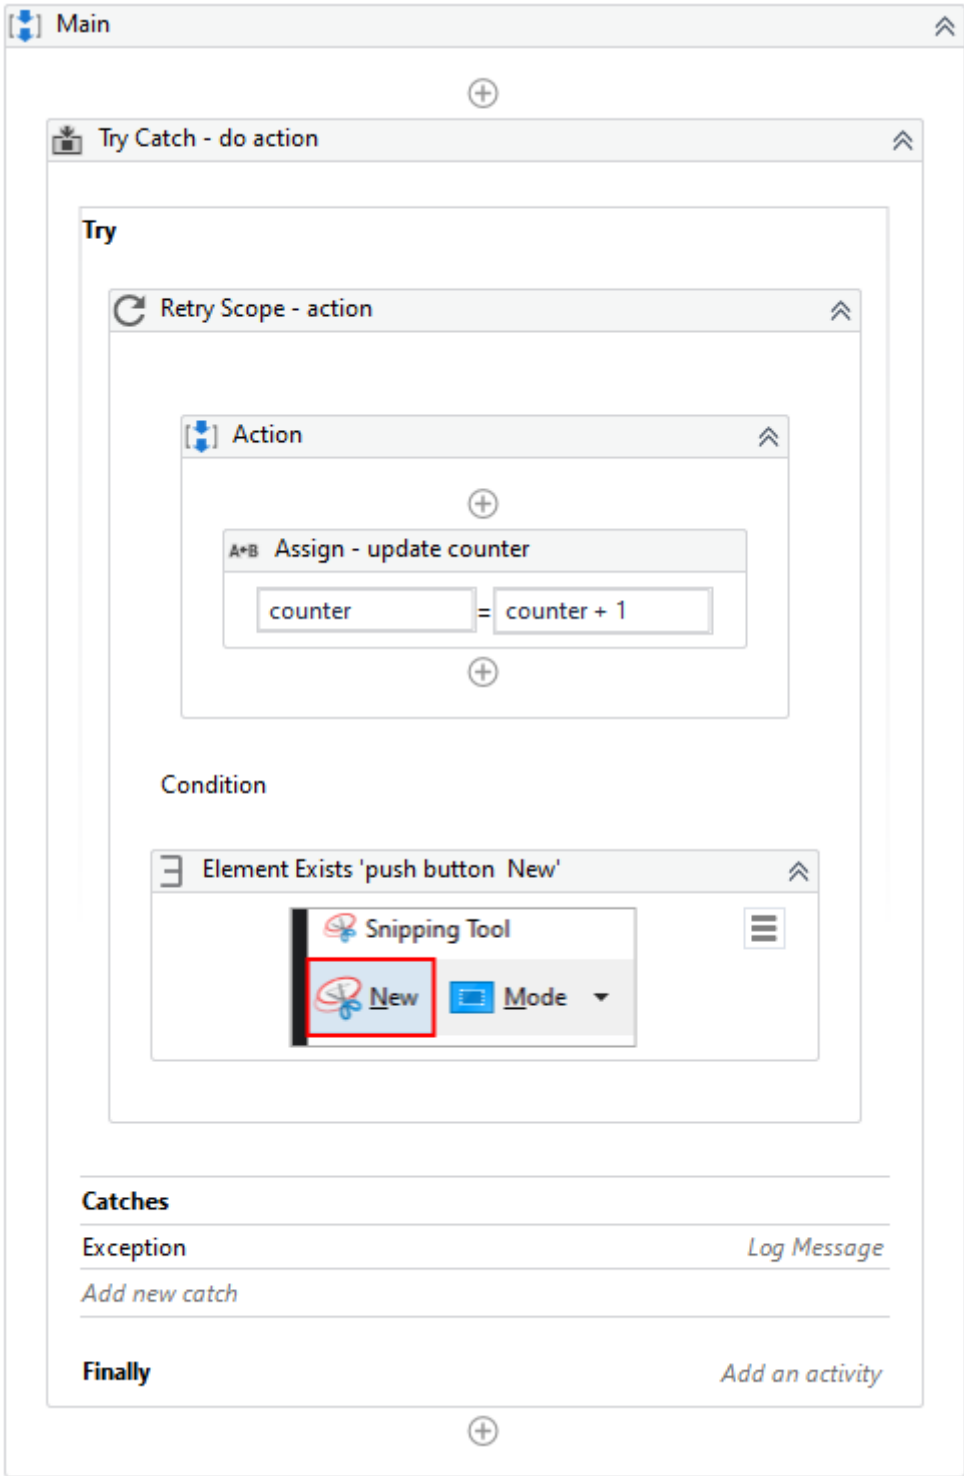 Main
Try Catch - do action
Try
Retry Scope - action
Action
A+B Assign - update counter
counter = counter + 1
Condition
Element Exists 'push button  New'
Snipping Tool
New Mode
Catches
Exception Log Message
Add new catch
Finally Add an activity